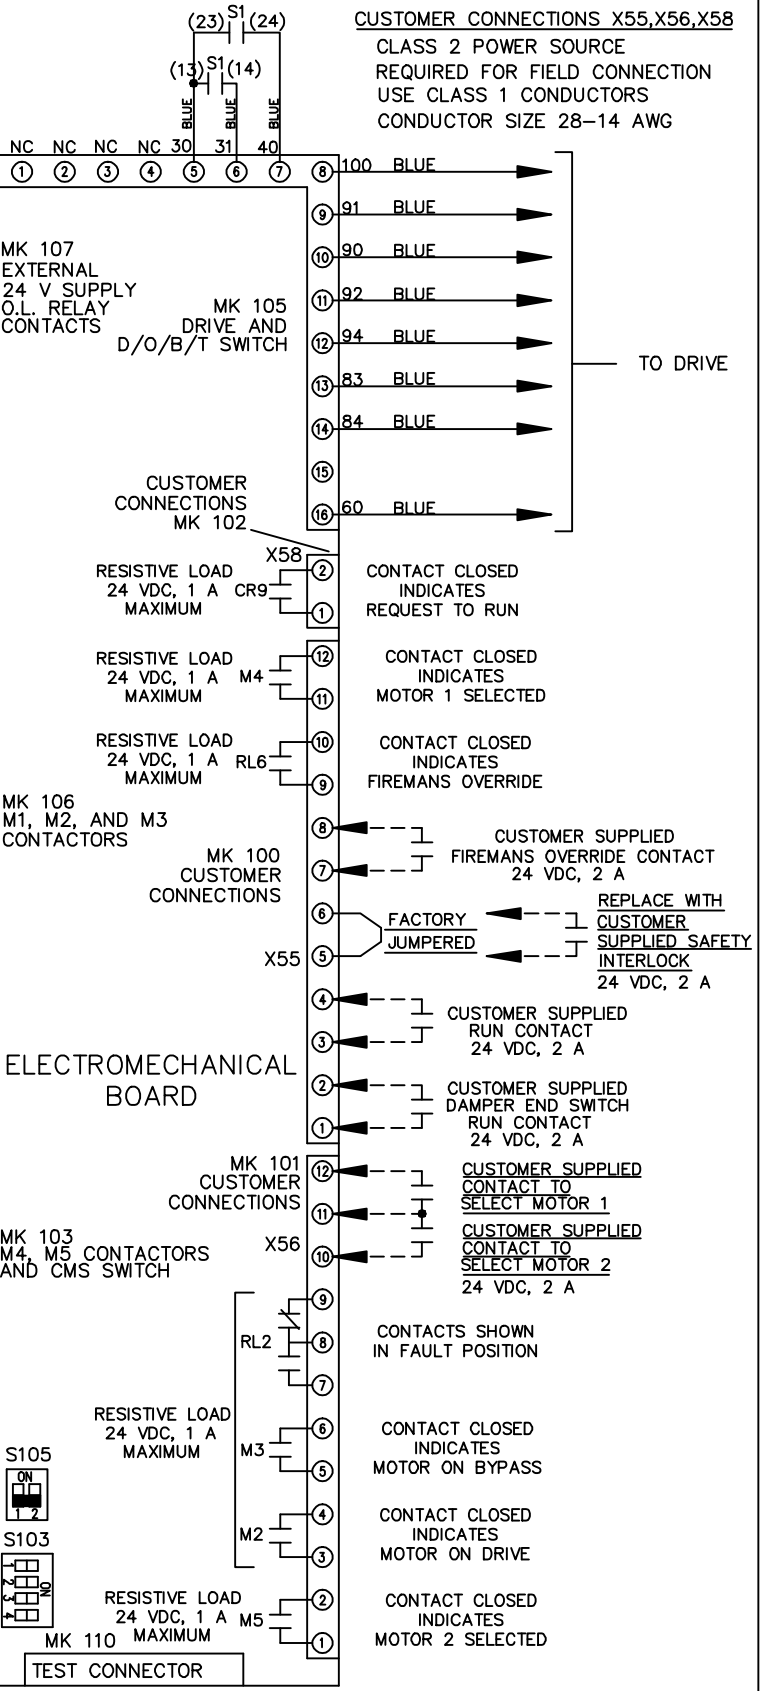 S1
(23) (24)
CUSTOMER CONNECTIONS X55,X56,X58
CLASS 2 POWER SOURCE
REQUIRED FOR FIELD CONNECTION
USE CLASS 1 CONDUCTORS
CONDUCTOR SIZE 28-14 AWG
(13) S1 (14)
BLUE BLUE BLUE
NC NC NC NC 30 31 40
1 2 3 4 5 6 7 8 100 BLUE
9 91 BLUE
10 90 BLUE
11 92 BLUE
12 94 BLUE
13 83 BLUE
14 84 BLUE
15
16 60 BLUE
TO DRIVE
MK 107
EXTERNAL
24 V SUPPLY
O.L. RELAY
CONTACTS
MK 105
DRIVE AND
D/O/B/T SWITCH
CUSTOMER
CONNECTIONS
MK 102
X58
2
1
RESISTIVE LOAD
24 VDC, 1 A
MAXIMUM
CR9
CONTACT CLOSED
INDICATES
REQUEST TO RUN
12
11
RESISTIVE LOAD
24 VDC, 1 A
MAXIMUM
M4
CONTACT CLOSED
INDICATES
MOTOR 1 SELECTED
10
9
RESISTIVE LOAD
24 VDC, 1 A
MAXIMUM
RL6
CONTACT CLOSED
INDICATES
FIREMANS OVERRIDE
MK 106
M1, M2, AND M3
CONTACTORS
8
7
MK 100
CUSTOMER
CONNECTIONS
CUSTOMER SUPPLIED
FIREMANS OVERRIDE CONTACT
24 VDC, 2 A
6
5
X55
FACTORY
JUMPERED
REPLACE WITH
CUSTOMER
SUPPLIED SAFETY
INTERLOCK
24 VDC, 2 A
4
3
CUSTOMER SUPPLIED
RUN CONTACT
24 VDC, 2 A
ELECTROMECHANICAL
BOARD
2
1
CUSTOMER SUPPLIED
DAMPER END SWITCH
RUN CONTACT
24 VDC, 2 A
MK 101
CUSTOMER
CONNECTIONS
X56
12
11
10
CUSTOMER SUPPLIED
CONTACT TO
SELECT MOTOR 1
CUSTOMER SUPPLIED
CONTACT TO
SELECT MOTOR 2
24 VDC, 2 A
MK 103
M4, M5 CONTACTORS
AND CMS SWITCH
9
8
7
RL2
CONTACTS SHOWN
IN FAULT POSITION
RESISTIVE LOAD
24 VDC, 1 A
MAXIMUM
6
5
M3
CONTACT CLOSED
INDICATES
MOTOR ON BYPASS
S105
ON
1 2
4
3
M2
CONTACT CLOSED
INDICATES
MOTOR ON DRIVE
S103
1
2
3
4
ON
2
1
RESISTIVE LOAD
24 VDC, 1 A
MAXIMUM
M5
CONTACT CLOSED
INDICATES
MOTOR 2 SELECTED
MK 110
TEST CONNECTOR